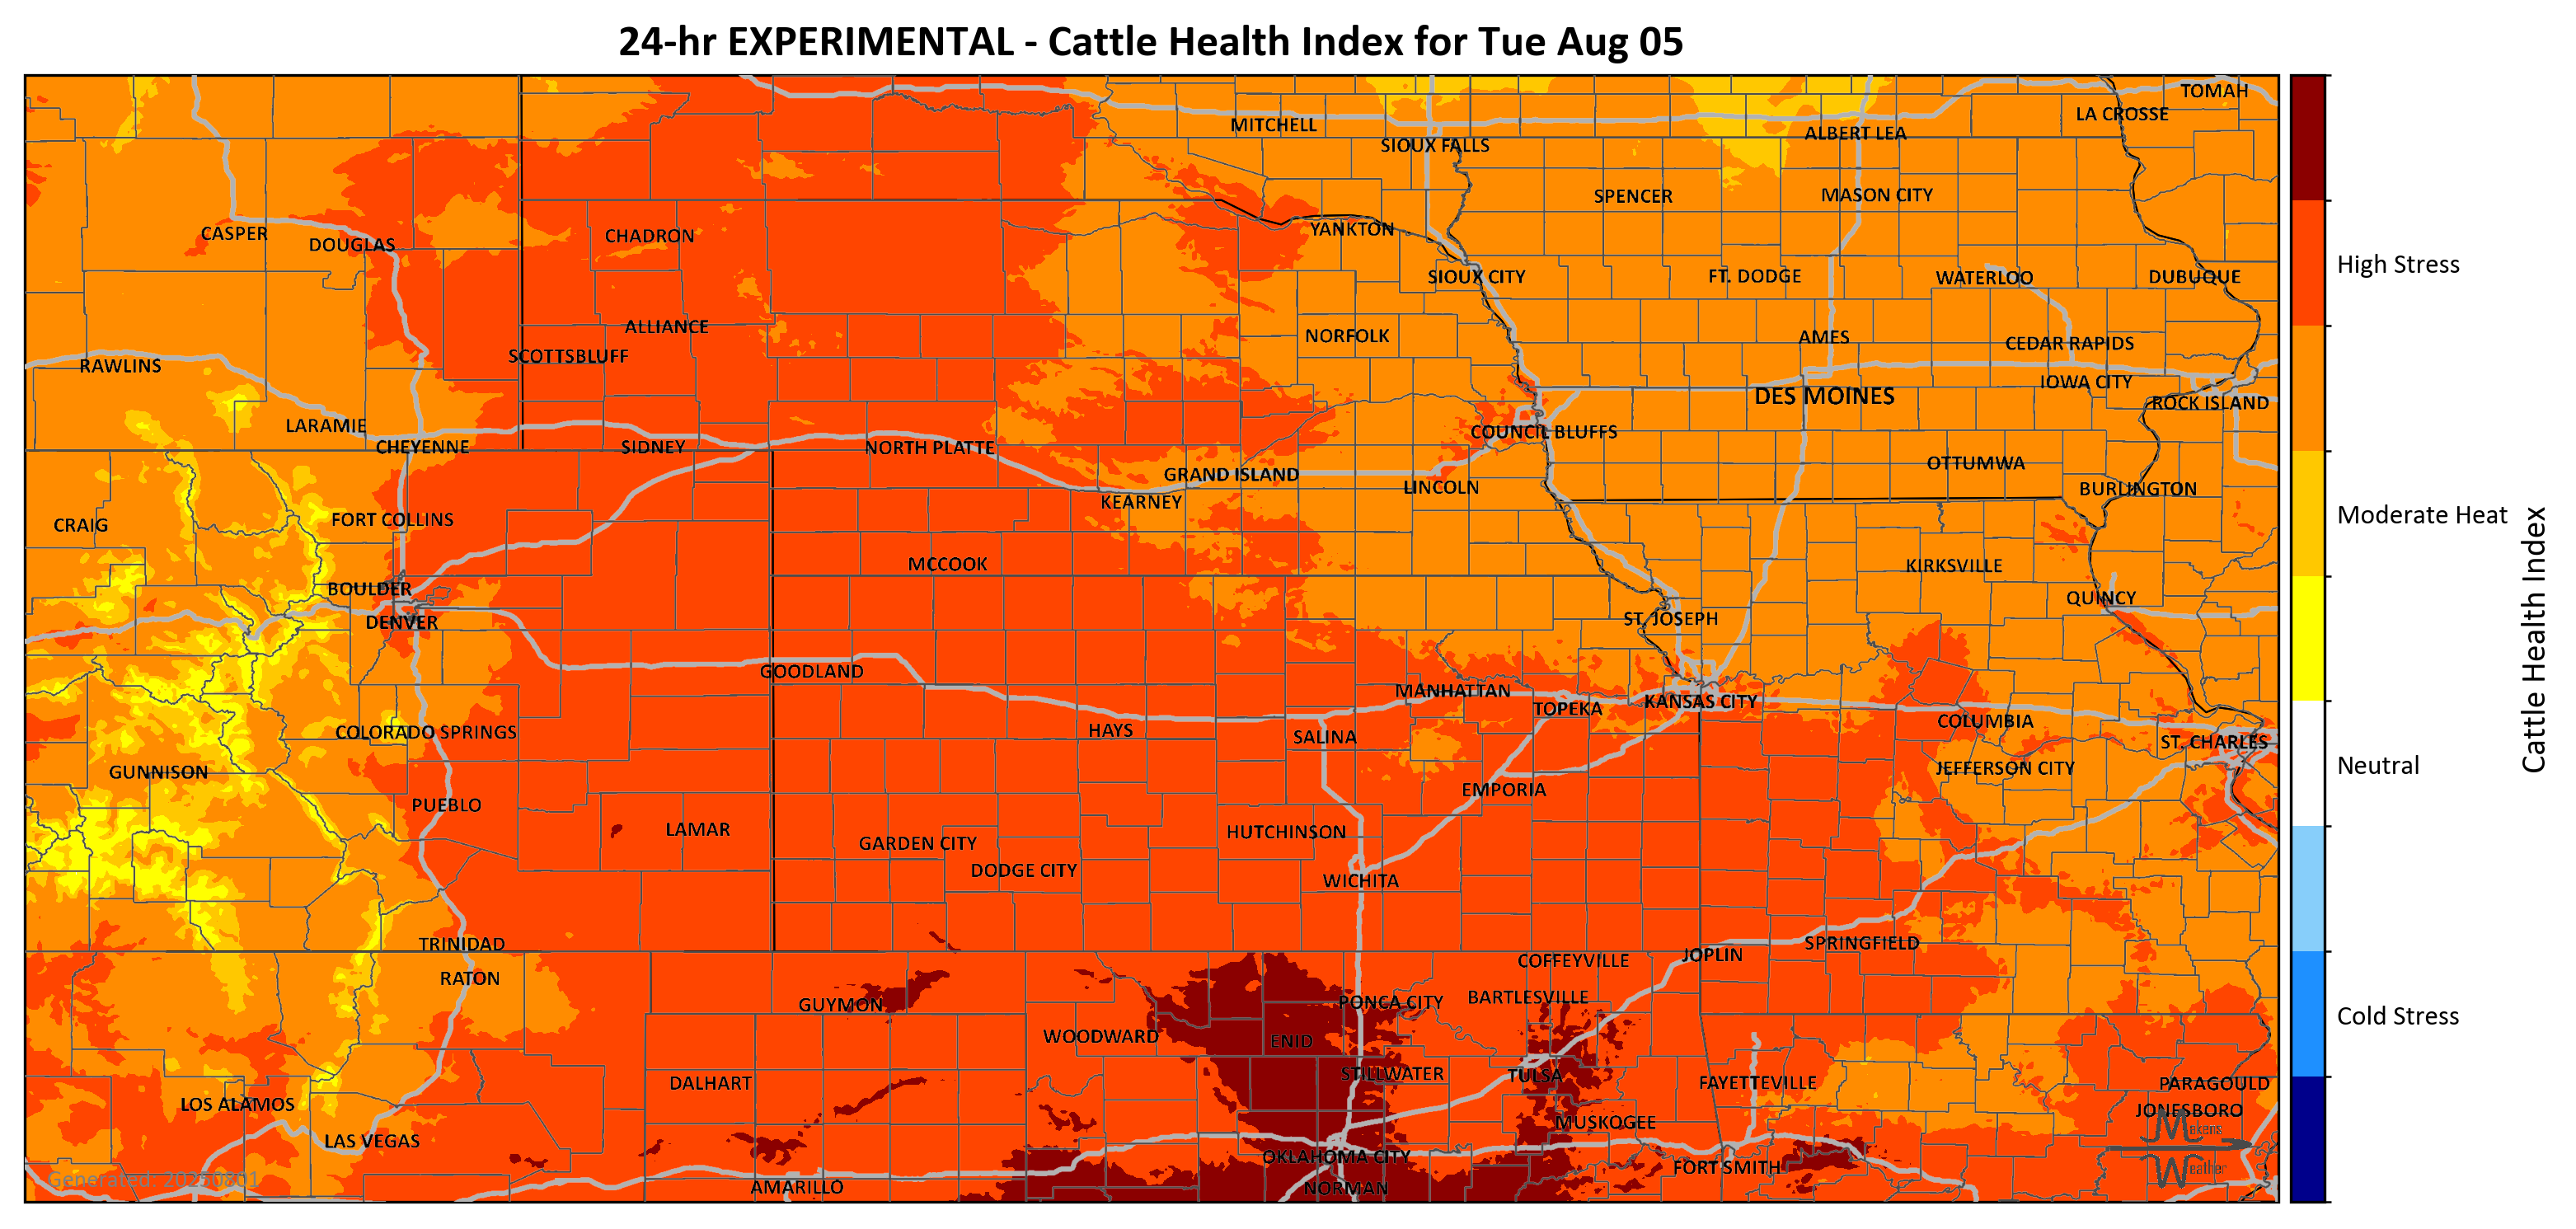 24-hr EXPERIMENTAL - Cattle Health Index for Tue Aug 05
TOMAH
LA CROSSE
MITCHELL
ALBERT LEA
SIOUX FALLS
SPENCER
MASON CITY
CASPER
DOUGLAS
CHADRON
YANKTON
SIOUX CITY
FT. DODGE
WATERLOO
DUBUQUE
High Stress
ALLIANCE
NORFOLK
AMES
CEDAR RAPIDS
SCOTTSBLUFF
RAWLINS
IOWA CITY
DES MOINES
ROCK ISLAND
LARAMIE
COUNCIL BLUFFS
CHEYENNE
SIDNEY
NORTH PLATTE
OTTUMWA
GRAND ISLAND
LINCOLN
BURLINGTON
KEARNEY
Moderate Heat
CRAIG
FORT COLLINS
MCCOOK
KIRKSVILLE
BOULDER
QUINCY
DENVER
ST. JOSEPH
Cattle Health Index
GOODLAND
MANHATTAN
KANSAS CITY
TOPEKA
COLUMBIA
COLORADO SPRINGS
HAYS
SALINA
ST. CHARLES
Neutral
GUNNISON
JEFFERSON CITY
EMPORIA
PUEBLO
LAMAR
HUTCHINSON
GARDEN CITY
DODGE CITY
WICHITA
TRINIDAD
SPRINGFIELD
JOPLIN
COFFEYVILLE
RATON
BARTLESVILLE
PONCA CITY
GUYMON
Cold Stress
WOODWARD
ENID
STILLWATER
TULSA
DALHART
FAYETTEVILLE
PARAGOULD
LOS ALAMOS
JONESBORO
MUSKOGEE
Makens
LAS VEGAS
OKLAHOMA CITY
FORT SMITH
Weather
Generated: 20250801
AMARILLO
NORMAN